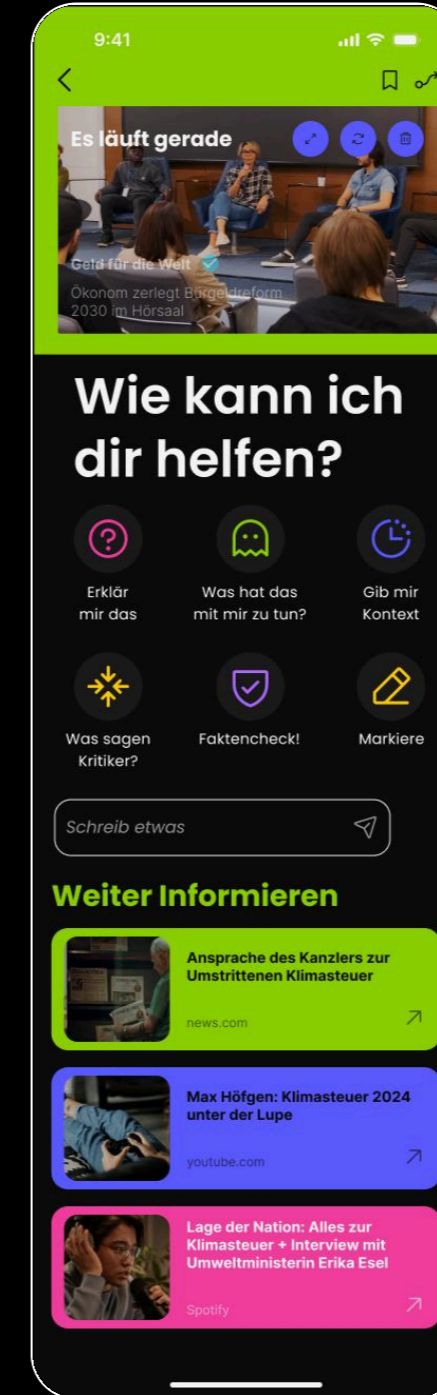 9:41
Es läuft gerade
Geld für die Welt
Ökonom zerlegt Bürgeldreform
2030 im Hörsaal
Wie kann ich
dir helfen?
Erklär
mir das
Was hat das
mit mir zu tun?
Gib mir
Kontext
Was sagen
Kritiker?
Faktencheck!
Markiere
Schreib etwas
Weiter Informieren
Ansprache des Kanzlers zur
Umstrittenen Klimasteuer
news.com
Max Höfgen: Klimasteuer 2024
unter der Lupe
youtube.com
Lage der Nation: Alles zur
Klimasteuer + Interview mit
Umweltministerin Erika Esel
Spotify